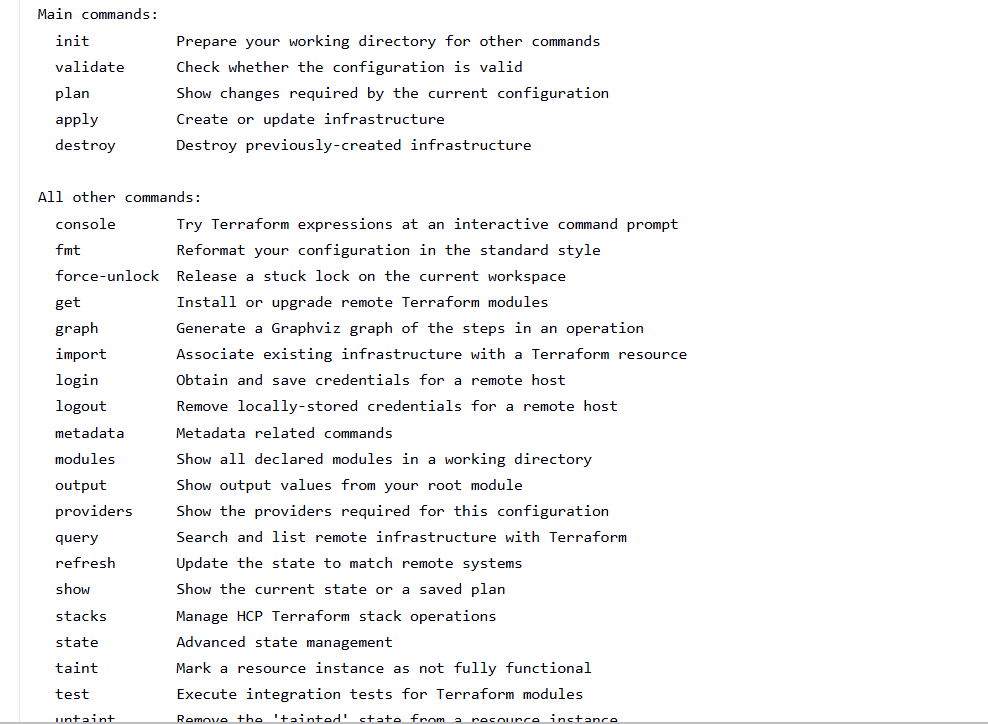 Main commands:
init Prepare your working directory for other commands
validate Check whether the configuration is valid
plan Show changes required by the current configuration
apply Create or update infrastructure
destroy Destroy previously-created infrastructure
All other commands:
console Try Terraform expressions at an interactive command prompt
fmt Reformat your configuration in the standard style
force-unlock Release a stuck lock on the current workspace
get Install or upgrade remote Terraform modules
graph Generate a Graphviz graph of the steps in an operation
import Associate existing infrastructure with a Terraform resource
login Obtain and save credentials for a remote host
logout Remove locally-stored credentials for a remote host
metadata Metadata related commands
modules Show all declared modules in a working directory
output Show output values from your root module
providers Show the providers required for this configuration
query Search and list remote infrastructure with Terraform
refresh Update the state to match remote systems
show Show the current state or a saved plan
stacks Manage HCP Terraform stack operations
state Advanced state management
taint Mark a resource instance as not fully functional
test Execute integration tests for Terraform modules
untaint Remove the 'tainted' state from a resource instance